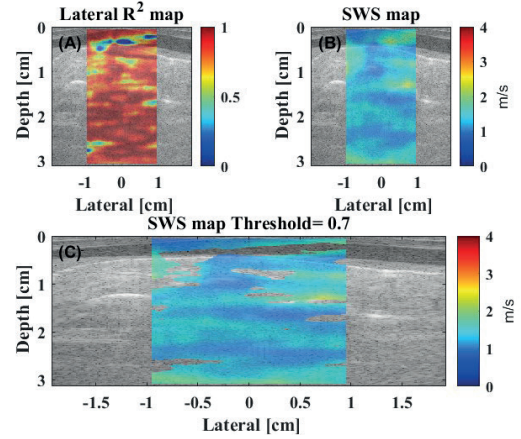 Lateral R² map
SWS map
(A)
(B)
0
1
2
3
Depth [cm]
-1
0
1
Lateral [cm]
1
0.5
0
0
1
2
3
Depth [cm]
-1
0
1
Lateral [cm]
4
3
2
1
0
m/s
SWS map Threshold= 0.7
(C)
0
1
2
3
Depth [cm]
-1.5
-1
-0.5
0
0.5
1
1.5
Lateral [cm]
4
3
2
1
0
m/s